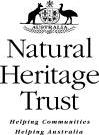 AUSTRALIA
Natural
Heritage
Trust
Helping Communities
Helping Australia